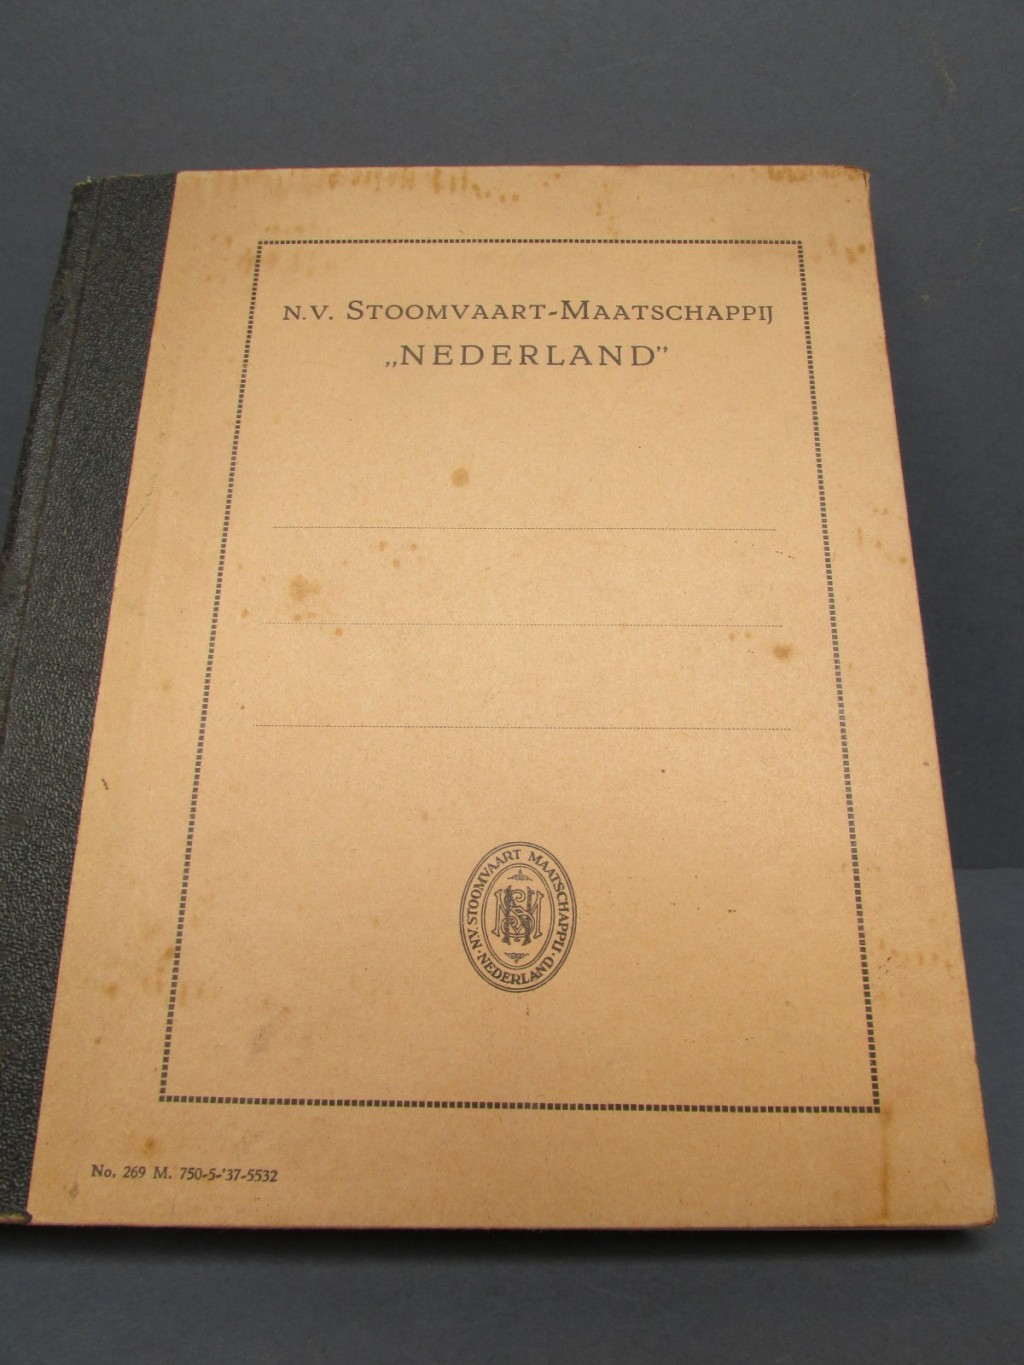 N.V. STOOMVAART-MAATSCHAPPIJ
„NEDERLAND”
N.V. STOOMVAART MAATSCHAPPIJ
· NEDERLAND ·
SMN
No. 269 M. 750-5-'37-5532